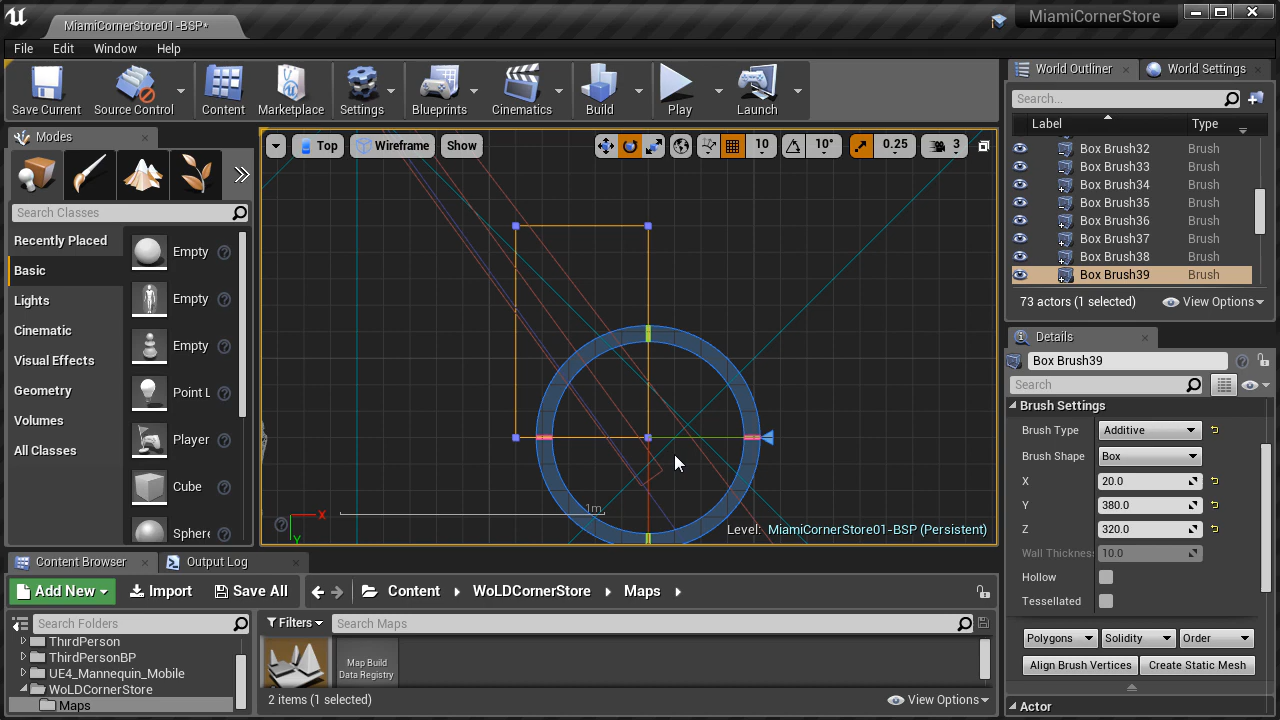 MiamiCornerStore01-BSP*
MiamiCornerStore
File Edit Window Help
Save Current
Source Control
Content
Marketplace
Settings
Blueprints
Cinematics
Build
Play
Launch
World Outliner
World Settings
Search...
Label Type
Box Brush32 Brush
Box Brush33 Brush
Box Brush34 Brush
Box Brush35 Brush
Box Brush36 Brush
Box Brush37 Brush
Box Brush38 Brush
Box Brush39 Brush
73 actors (1 selected)
View Options
Modes
Search Classes
Recently Placed
Basic
Lights
Cinematic
Visual Effects
Geometry
Volumes
All Classes
Empty
Empty
Empty
Point L
Player
Cube
Sphere
Top Wireframe Show
10 10° 0.25 3
1m
X
Y
Level: MiamiCornerStore01-BSP (Persistent)
Details
Box Brush39
Search
Brush Settings
Brush Type Additive
Brush Shape Box
X 20.0
Y 380.0
Z 320.0
Wall Thickness 10.0
Hollow
Tessellated
Polygons Solidity Order
Align Brush Vertices Create Static Mesh
Actor
Content Browser
Output Log
Add New Import Save All
Content WoLDCornerStore Maps
Search Folders
ThirdPerson
ThirdPersonBP
UE4_Mannequin_Mobile
WoLDCornerStore
Maps
Filters Search Maps
Map Build
Data Registry
2 items (1 selected)
View Options